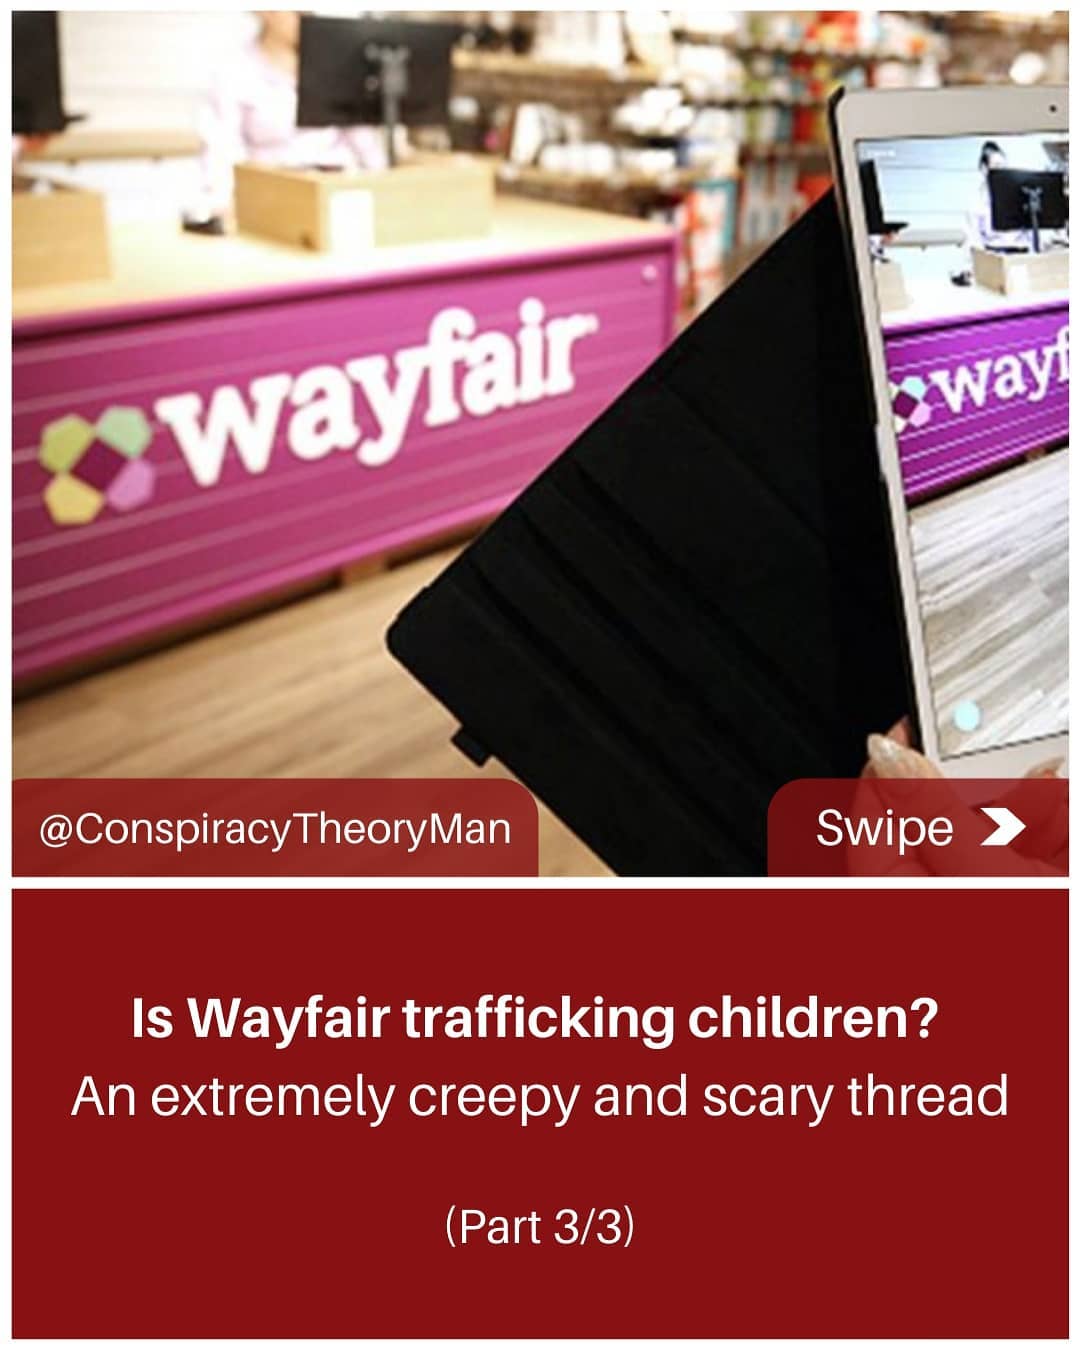 wayfair
wayf
@ConspiracyTheoryMan
Swipe
Is Wayfair trafficking children?
An extremely creepy and scary thread
(Part 3/3)